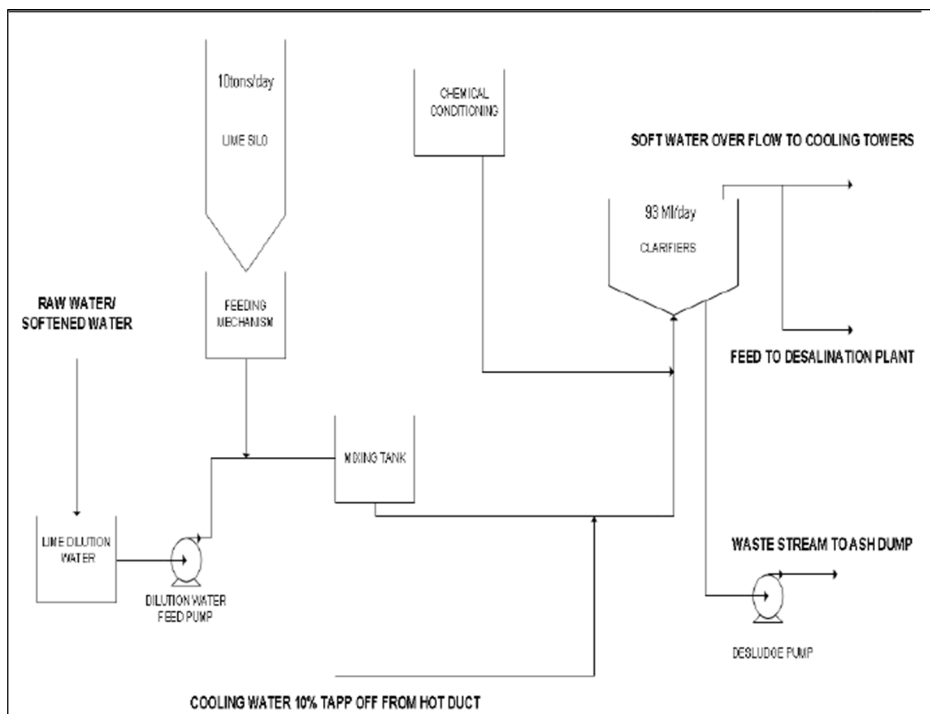 10tons/day
LIME SILO
CHEMICAL
CONDITIONING
SOFT WATER OVER FLOW TO COOLING TOWERS
93 Ml/day
CLARIFIERS
RAW WATER/
SOFTENED WATER
FEEDING
MECHANISM
FEED TO DESALINATION PLANT
MIXING TANK
LIME DILUTION
WATER
DILUTION WATER
FEED PUMP
WASTE STREAM TO ASH DUMP
DESLUDGE PUMP
COOLING WATER 10% TAPP OFF FROM HOT DUCT